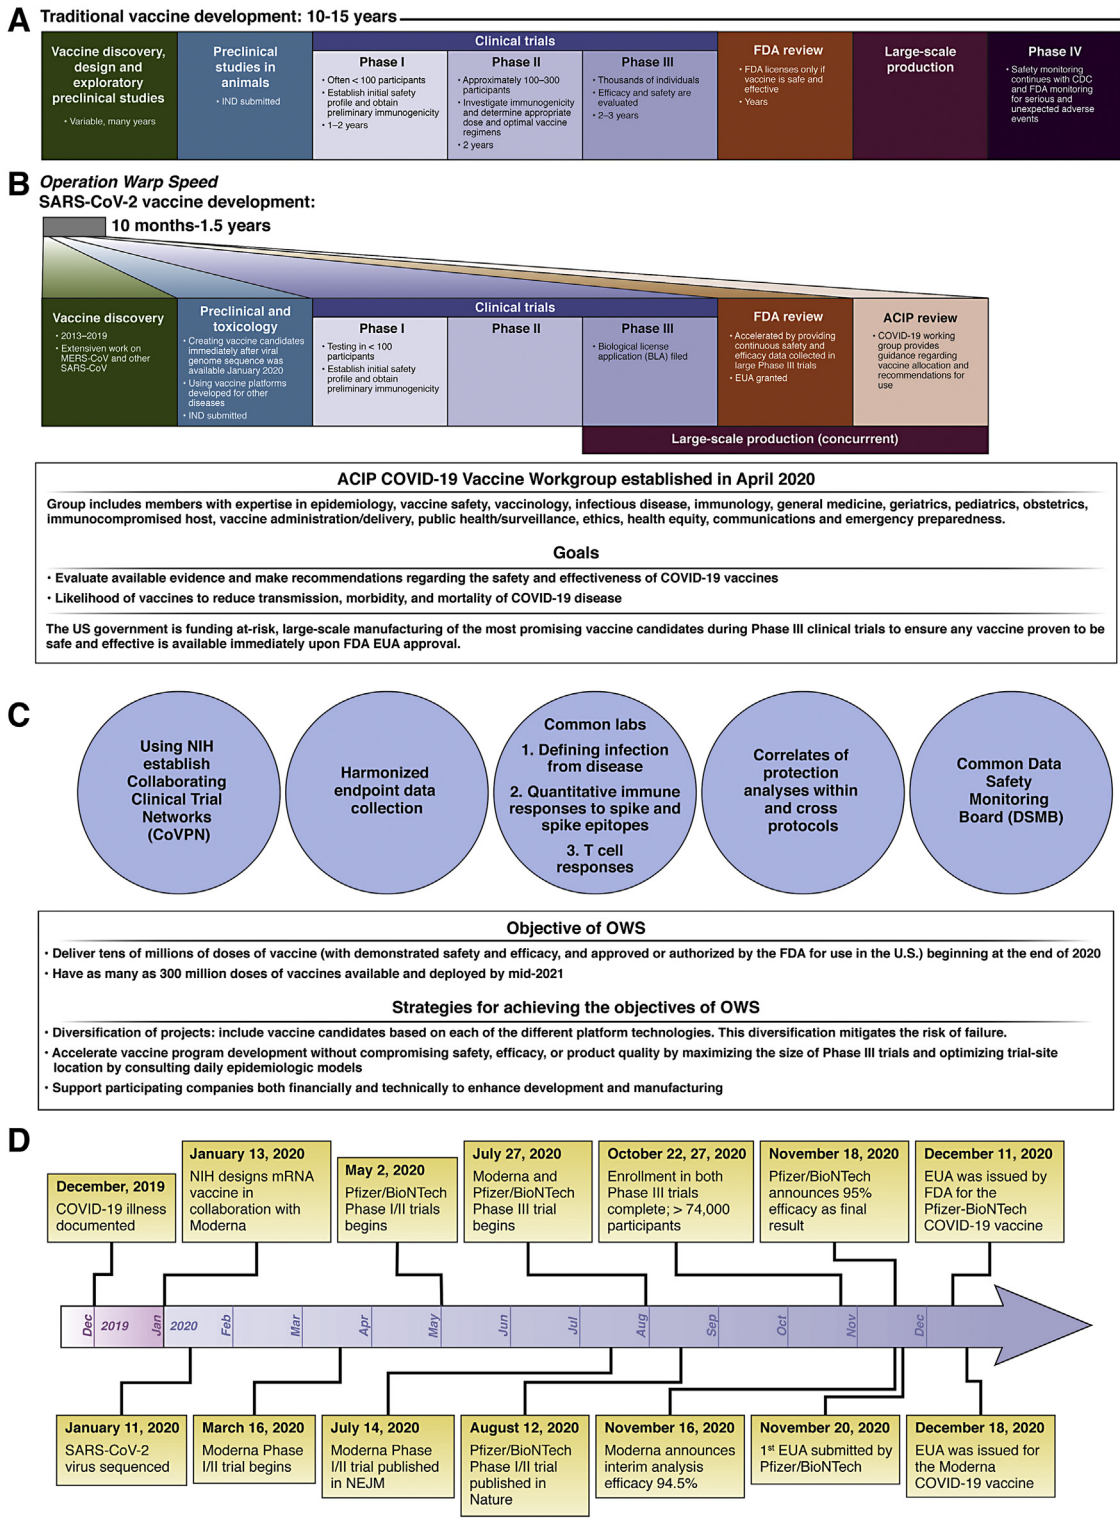 A
Traditional vaccine development: 10-15 years
Vaccine discovery,
design and
exploratory
preclinical studies
• Variable, many years
Preclinical
studies in
animals
• IND submitted
Clinical trials
Phase I
• Often < 100 participants
• Establish initial safety
profile and obtain
preliminary immunogenicity
• 1–2 years
Phase II
• Approximately 100–300
participants
• Investigate immunogenicity
and determine appropriate
dose and optimal vaccine
regimens
• 2 years
Phase III
• Thousands of individuals
• Efficacy and safety are
evaluated
• 2–3 years
FDA review
• FDA licenses only if
vaccine is safe and
effective
• Years
Large-scale
production
Phase IV
• Safety monitoring
continues with CDC
and FDA monitoring
for serious and
unexpected adverse
events
B
Operation Warp Speed
SARS-CoV-2 vaccine development:
10 months-1.5 years
Vaccine discovery
• 2013–2019
• Extensiven work on
MERS-CoV and other
SARS-CoV
Preclinical and
toxicology
• Creating vaccine candidates
immediately after viral
genome sequence was
available January 2020
• Using vaccine platforms
developed for other
diseases
• IND submitted
Clinical trials
Phase I
• Testing in < 100
participants
• Establish initial safety
profile and obtain
preliminary immunogenicity
Phase II
Phase III
• Biological license
application (BLA) filed
FDA review
• Accelerated by providing
continuous safety and
efficacy data collected in
large Phase III trials
• EUA granted
ACIP review
• COVID-19 working
group provides
guidance regarding
vaccine allocation and
recommendations for
use
Large-scale production (concurrrent)
ACIP COVID-19 Vaccine Workgroup established in April 2020
Group includes members with expertise in epidemiology, vaccine safety, vaccinology, infectious disease, immunology, general medicine, geriatrics, pediatrics, obstetrics,
immunocompromised host, vaccine administration/delivery, public health/surveillance, ethics, health equity, communications and emergency preparedness.
Goals
• Evaluate available evidence and make recommendations regarding the safety and effectiveness of COVID-19 vaccines
• Likelihood of vaccines to reduce transmission, morbidity, and mortality of COVID-19 disease
The US government is funding at-risk, large-scale manufacturing of the most promising vaccine candidates during Phase III clinical trials to ensure any vaccine proven to be
safe and effective is available immediately upon FDA EUA approval.
C
Using NIH
establish
Collaborating
Clinical Trial
Networks
(CoVPN)
Harmonized
endpoint data
collection
Common labs
1. Defining infection
from disease
2. Quantitative immune
responses to spike and
spike epitopes
3. T cell
responses
Correlates of
protection
analyses within
and cross
protocols
Common Data
Safety
Monitoring
Board (DSMB)
Objective of OWS
• Deliver tens of millions of doses of vaccine (with demonstrated safety and efficacy, and approved or authorized by the FDA for use in the U.S.) beginning at the end of 2020
• Have as many as 300 million doses of vaccines available and deployed by mid-2021
Strategies for achieving the objectives of OWS
• Diversification of projects: include vaccine candidates based on each of the different platform technologies. This diversification mitigates the risk of failure.
• Accelerate vaccine program development without compromising safety, efficacy, or product quality by maximizing the size of Phase III trials and optimizing trial-site
location by consulting daily epidemiologic models
• Support participating companies both financially and technically to enhance development and manufacturing
D
December, 2019
COVID-19 illness
documented
January 13, 2020
NIH designs mRNA
vaccine in
collaboration with
Moderna
May 2, 2020
Pfizer/BioNTech
Phase I/II trials
begins
July 27, 2020
Moderna and
Pfizer/BioNTech
Phase III trial
begins
October 22, 27, 2020
Enrollment in both
Phase III trials
complete; > 74,000
participants
November 18, 2020
Pfizer/BioNTech
announces 95%
efficacy as final
result
December 11, 2020
EUA was issued by
FDA for the
Pfizer-BioNTech
COVID-19 vaccine
Dec
2019
Jan
2020
Feb
Mar
Apr
May
Jun
Jul
Aug
Sep
Oct
Nov
Dec
January 11, 2020
SARS-CoV-2
virus sequenced
March 16, 2020
Moderna Phase
I/II trial begins
July 14, 2020
Moderna Phase
I/II trial published
in NEJM
August 12, 2020
Pfizer/BioNTech
Phase I/II trial
published in
Nature
November 16, 2020
Moderna announces
interim analysis
efficacy 94.5%
November 20, 2020
1st EUA submitted by
Pfizer/BioNTech
December 18, 2020
EUA was issued for
the Moderna
COVID-19 vaccine